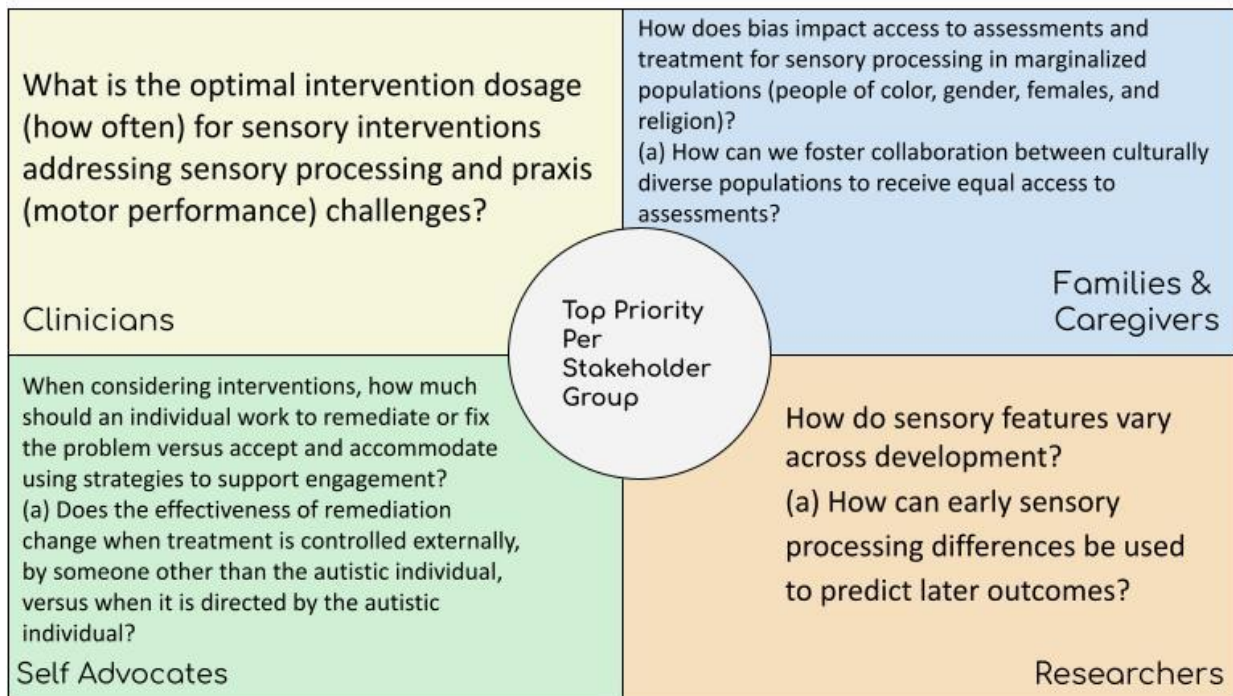 What is the optimal intervention dosage
(how often) for sensory interventions
addressing sensory processing and praxis
(motor performance) challenges?
Clinicians
How does bias impact access to assessments and
treatment for sensory processing in marginalized
populations (people of color, gender, females, and
religion)?
(a) How can we foster collaboration between culturally
diverse populations to receive equal access to
assessments?
Families &
Caregivers
Top Priority
Per
Stakeholder
Group
When considering interventions, how much
should an individual work to remediate or fix
the problem versus accept and accommodate
using strategies to support engagement?
(a) Does the effectiveness of remediation
change when treatment is controlled externally,
by someone other than the autistic individual,
versus when it is directed by the autistic
individual?
Self Advocates
How do sensory features vary
across development?
(a) How can early sensory
processing differences be used
to predict later outcomes?
Researchers